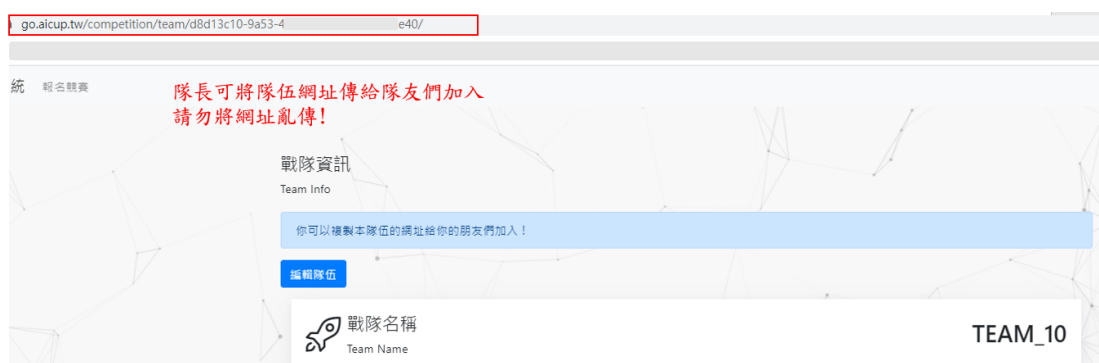 go.aicup.tw/competition/team/d8d13c10-9a53-4 e40/
統 報名競賽
隊長可將隊伍網址傳給隊友們加入
請勿將網址亂傳!
戰隊資訊
Team Info
你可以複製本隊伍的網址給你的朋友們加入！
編輯隊伍
戰隊名稱
Team Name
TEAM_10